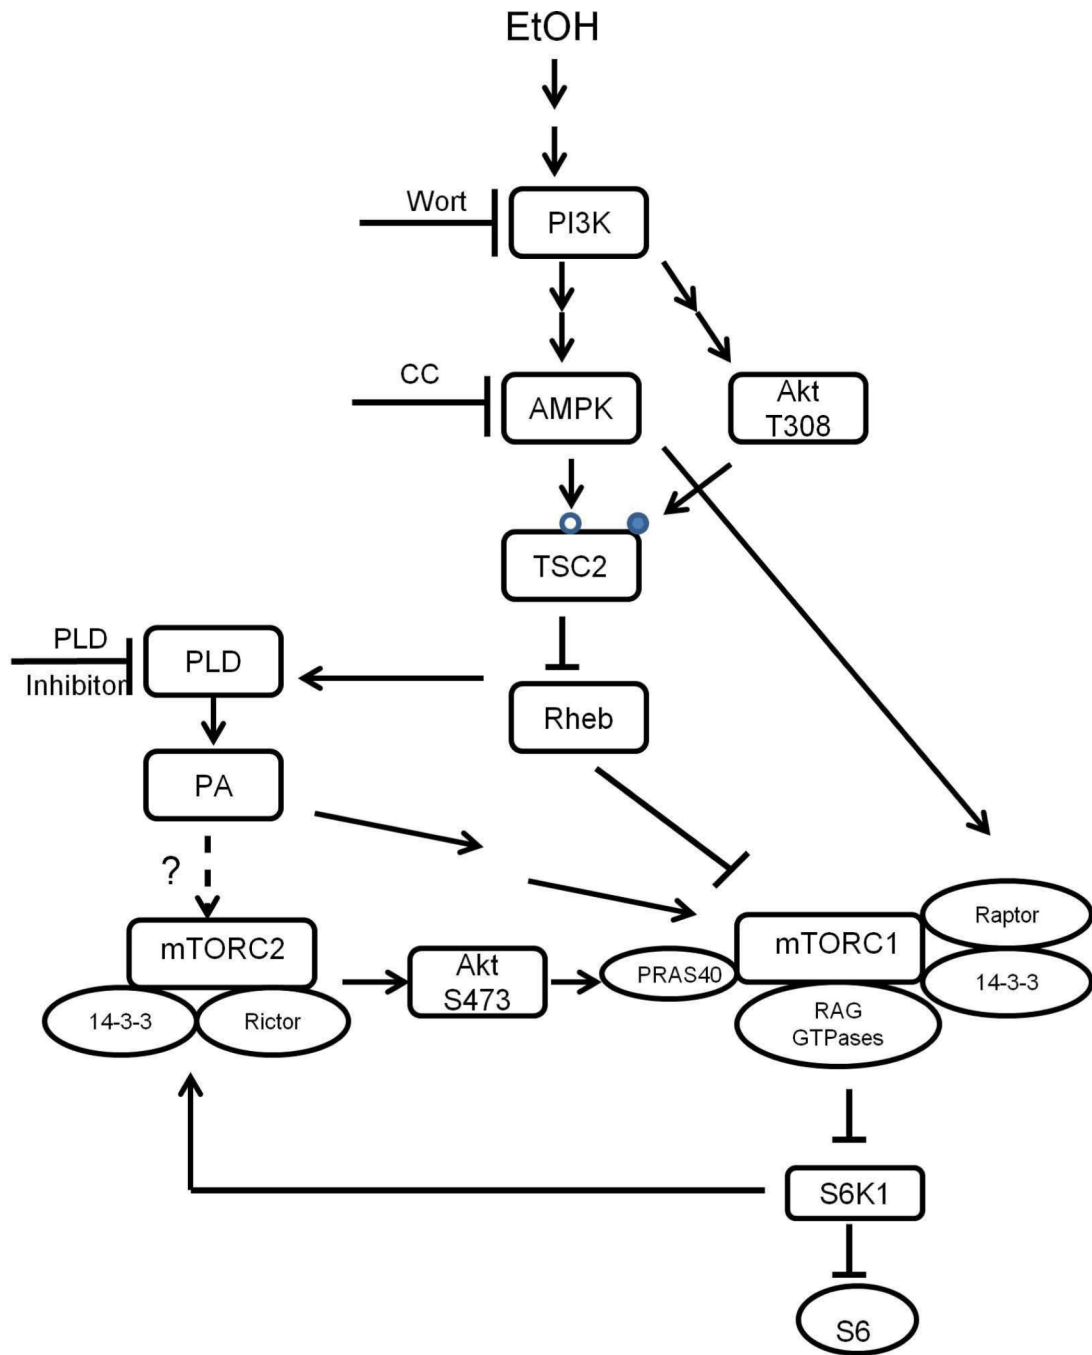 EtOH
Wort
PI3K
CC
AMPK
Akt
T308
TSC2
PLD
Inhibitor
PLD
Rheb
PA
?
mTORC2
14-3-3
Rictor
Akt
S473
PRAS40
mTORC1
Raptor
14-3-3
RAG
GTPases
S6K1
S6